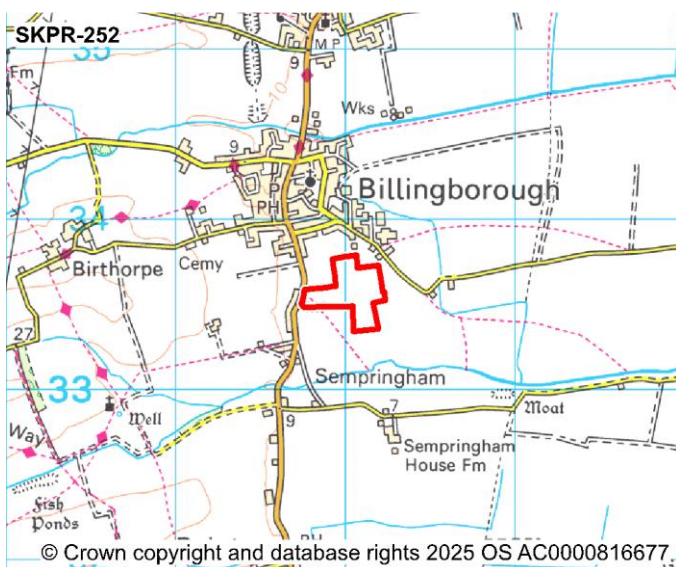 SKPR-252
35
Fm
9
M P
10
Wks
9
P
PH
Billingborough
34
Birthorpe
Cemy
27
Sempringham
33
Well
9
7
Moat
Way
Sempringham
House Fm
Fish
Ponds
© Crown copyright and database rights 2025 OS AC0000816677.